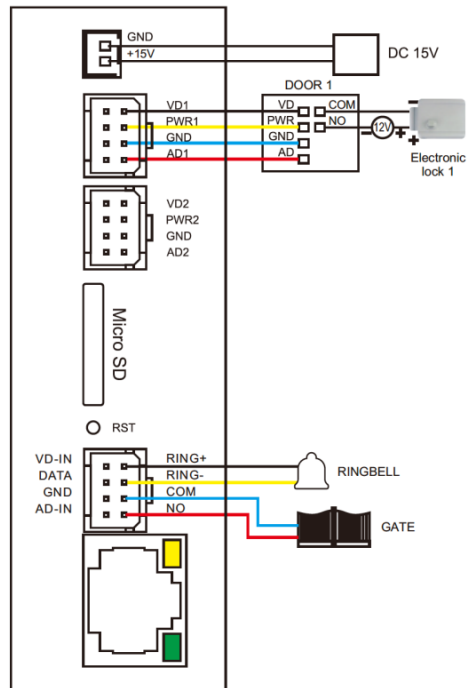 GND
+15V
DC 15V
DOOR 1
VD1
PWR1
GND
AD1
VD
PWR
GND
AD
COM
NO
12V
- + - +
Electronic
lock 1
VD2
PWR2
GND
AD2
Micro SD
RST
VD-IN
DATA
GND
AD-IN
RING+
RING-
COM
NO
RINGBELL
GATE